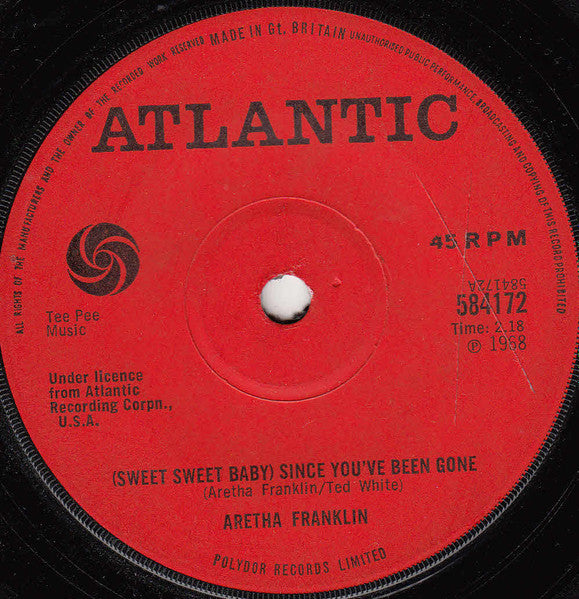 ALL RIGHTS OF THE MANUFACTURERS AND THE OWNER OF THE RECORDED WORK RESERVED MADE IN Gt. BRITAIN UNAUTHORISED PUBLIC PERFORMANCE BROADCASTING AND COPYING OF THIS RECORD PROHIBITED
ATLANTIC
45 RPM
584172A
584172
Tee Pee
Music
Time: 2.18
℗ 1968
Under licence
from Atlantic
Recording Corpn.,
U.S.A.
(SWEET SWEET BABY) SINCE YOU'VE BEEN GONE
(Aretha Franklin/Ted White)
ARETHA FRANKLIN
POLYDOR RECORDS LIMITED